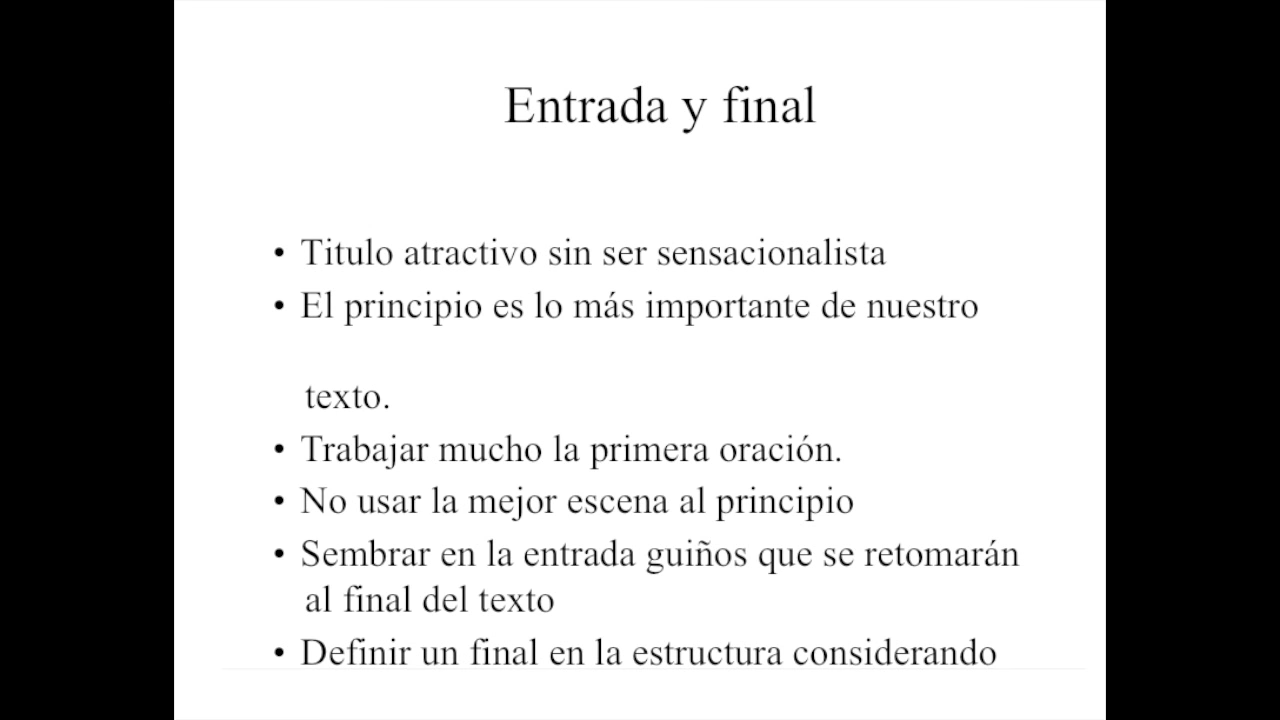 Entrada y final
• Titulo atractivo sin ser sensacionalista
• El principio es lo más importante de nuestro
texto.
• Trabajar mucho la primera oración.
• No usar la mejor escena al principio
• Sembrar en la entrada guiños que se retomarán
al final del texto
• Definir un final en la estructura considerando